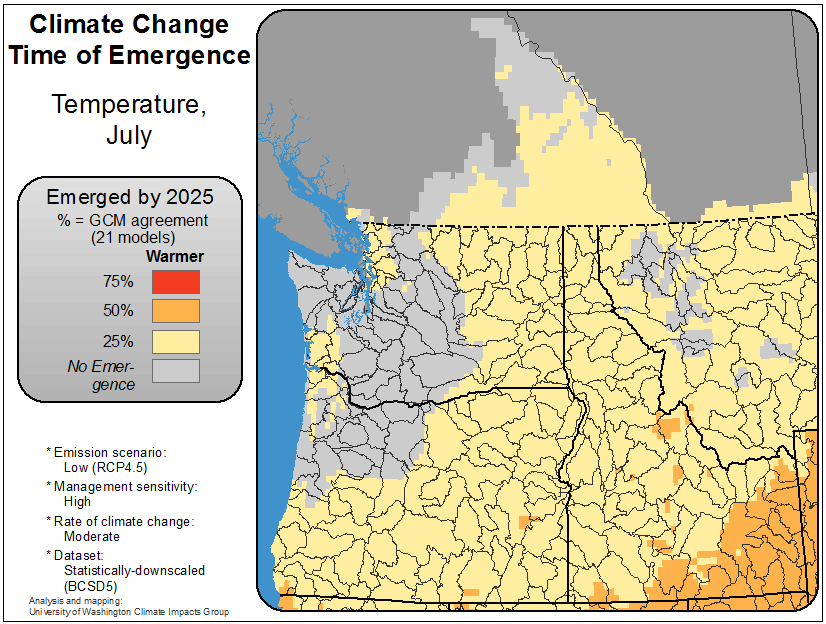 Climate Change
Time of Emergence
Temperature,
July
Emerged by 2025
% = GCM agreement
(21 models)
Warmer
75%
50%
25%
No Emer-
gence
* Emission scenario:
Low (RCP4.5)
* Management sensitivity:
High
* Rate of climate change:
Moderate
* Dataset:
Statistically-downscaled
(BCSD5)
Analysis and mapping:
University of Washington Climate Impacts Group